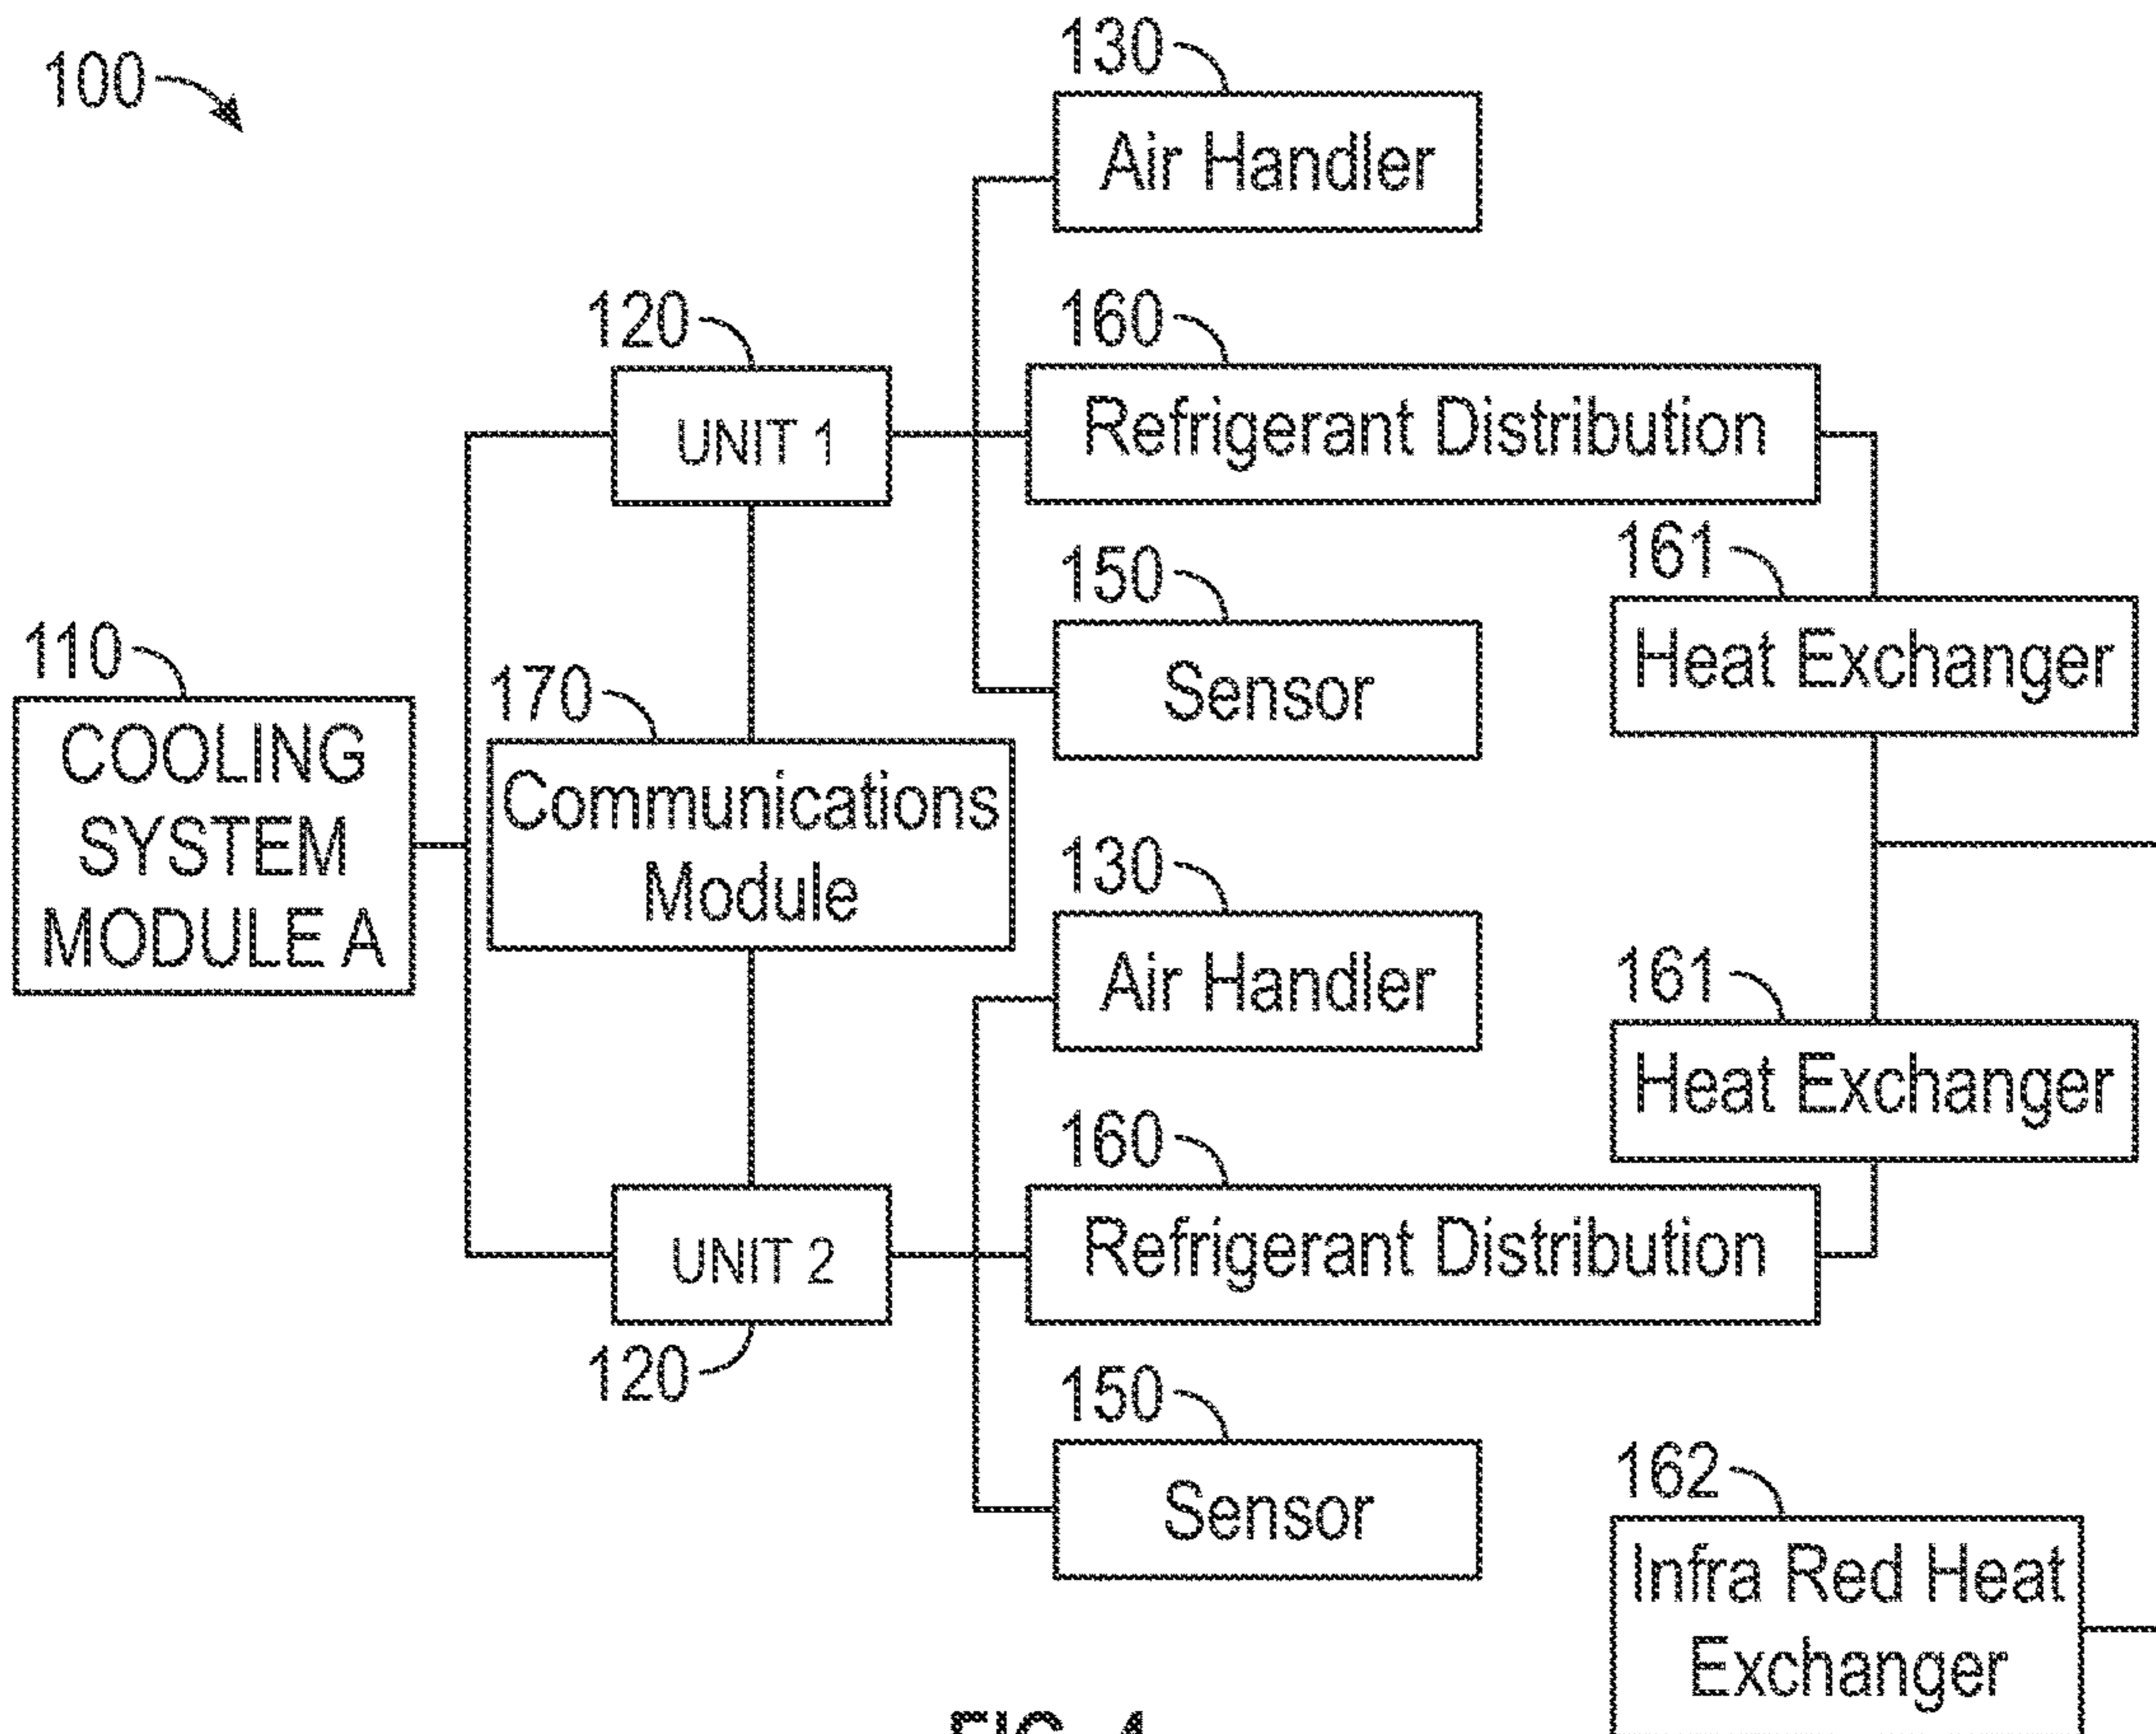 100
130
Air Handler
120
UNIT 1
160
Refrigerant Distribution
150
Sensor
161
Heat Exchanger
110
COOLING
SYSTEM
MODULE A
170
Communications
Module
130
Air Handler
161
Heat Exchanger
160
Refrigerant Distribution
UNIT 2
120
150
Sensor
162
Infra Red Heat
Exchanger